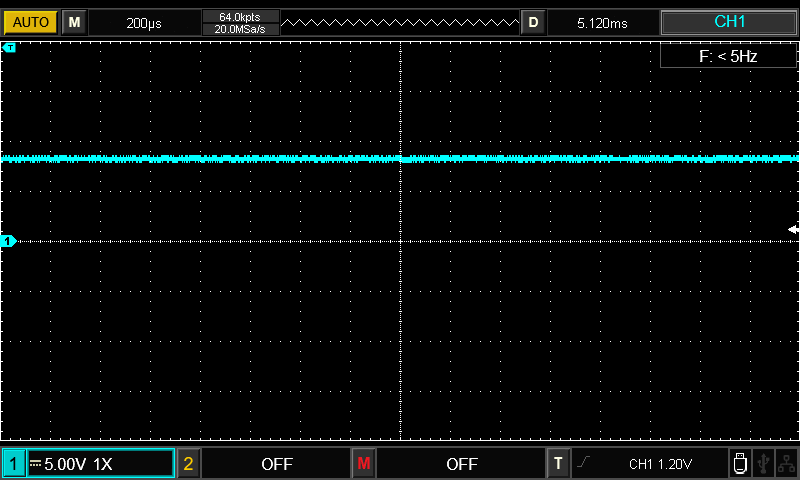 AUTO M 200μs 64.0kpts D 5.120ms CH1
20.0MSa/s
T F: < 5Hz
1
1 5.00V 1X 2 OFF M OFF T CH1 1.20V